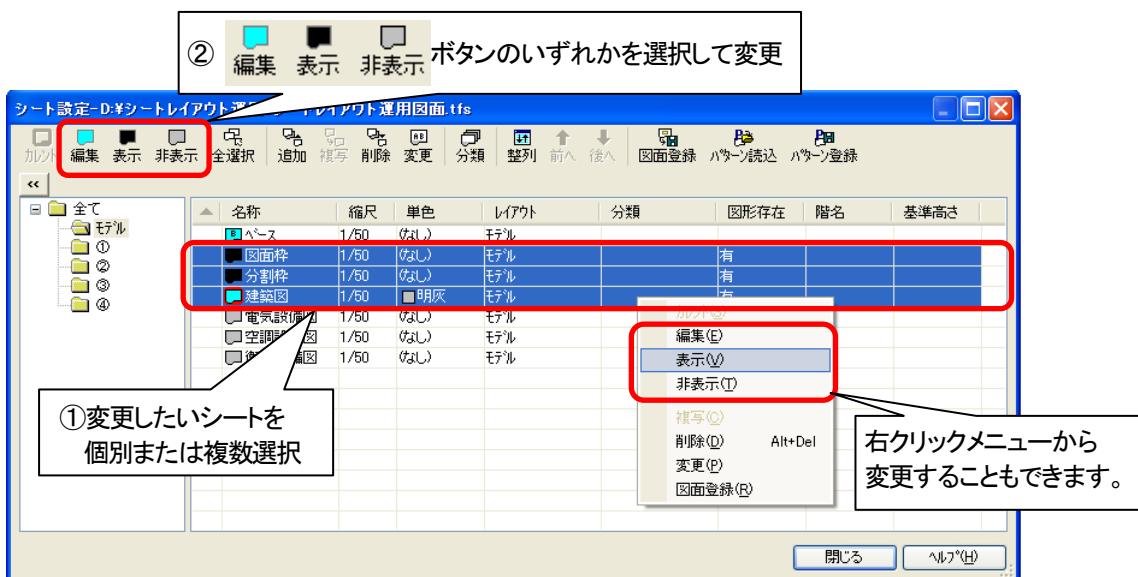 ② 編集 表示 非表示 ボタンのいずれかを選択して変更
シート設定-D:¥シートレイアウト運
トレイアウト運用図面.tfs
カレント 編集 表示 非表示 全選択 追加 複写 削除 変更 分類 整列 前へ 後へ 図面登録 パターン読込 パターン登録
<<
全て
モデル
①
②
③
④
名称 縮尺 単色 レイアウト 分類 図形存在 階名 基準高さ
B ベース 1/50 (なし) モデル
図面枠 1/50 (なし) モデル 有
分割枠 1/50 (なし) モデル 有
建築図 1/50 明灰 モデル 有
電気設備図 1/50 (なし) モデル
空調 図 1/50 (なし) モデル
図 1/50 (なし) モデル
編集(E)
表示(V)
非表示(T)
複写(C)
削除(D) Alt+Del
変更(P)
図面登録(R)
①変更したいシートを
個別または複数選択
右クリックメニューから
変更することもできます。
閉じる ヘルプ(H)